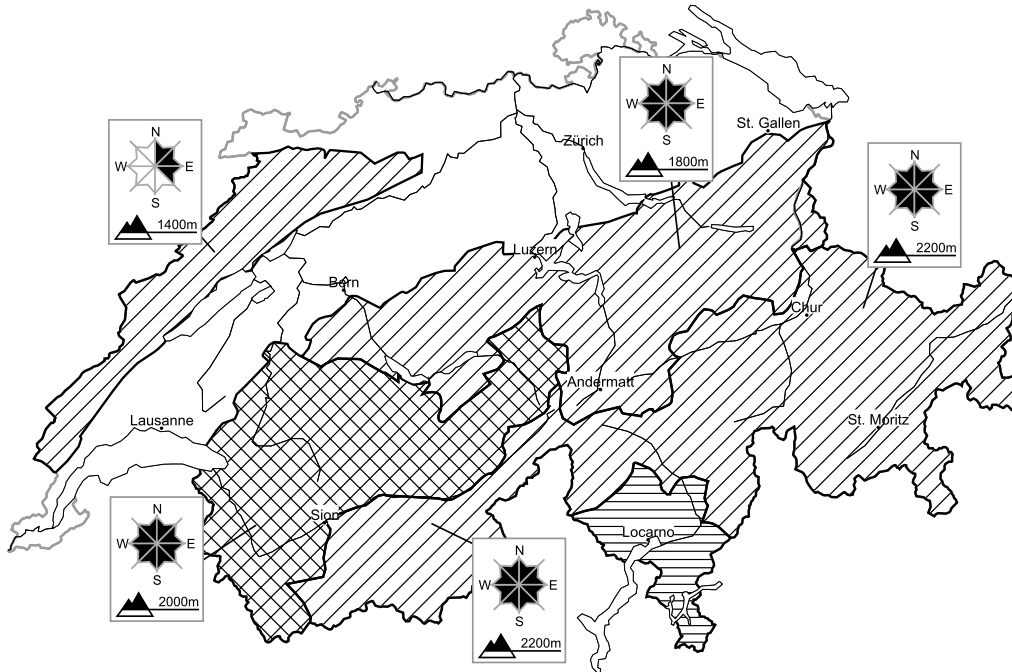 N
W E
S
1800m
St. Gallen
Zürich
N
W E
S
1400m
N
W E
S
2200m
Luzern
Bern
Chur
Andermatt
Lausanne
St. Moritz
Sion
Locarno
N
W E
S
2000m
N
W E
S
2200m